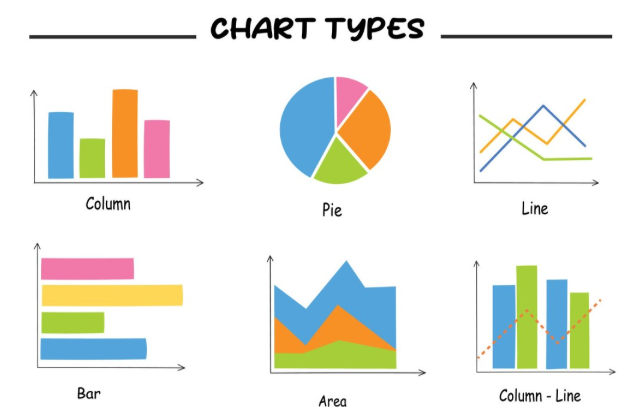 CHART TYPES
Column
Pie
Line
Bar
Area
Column - Line